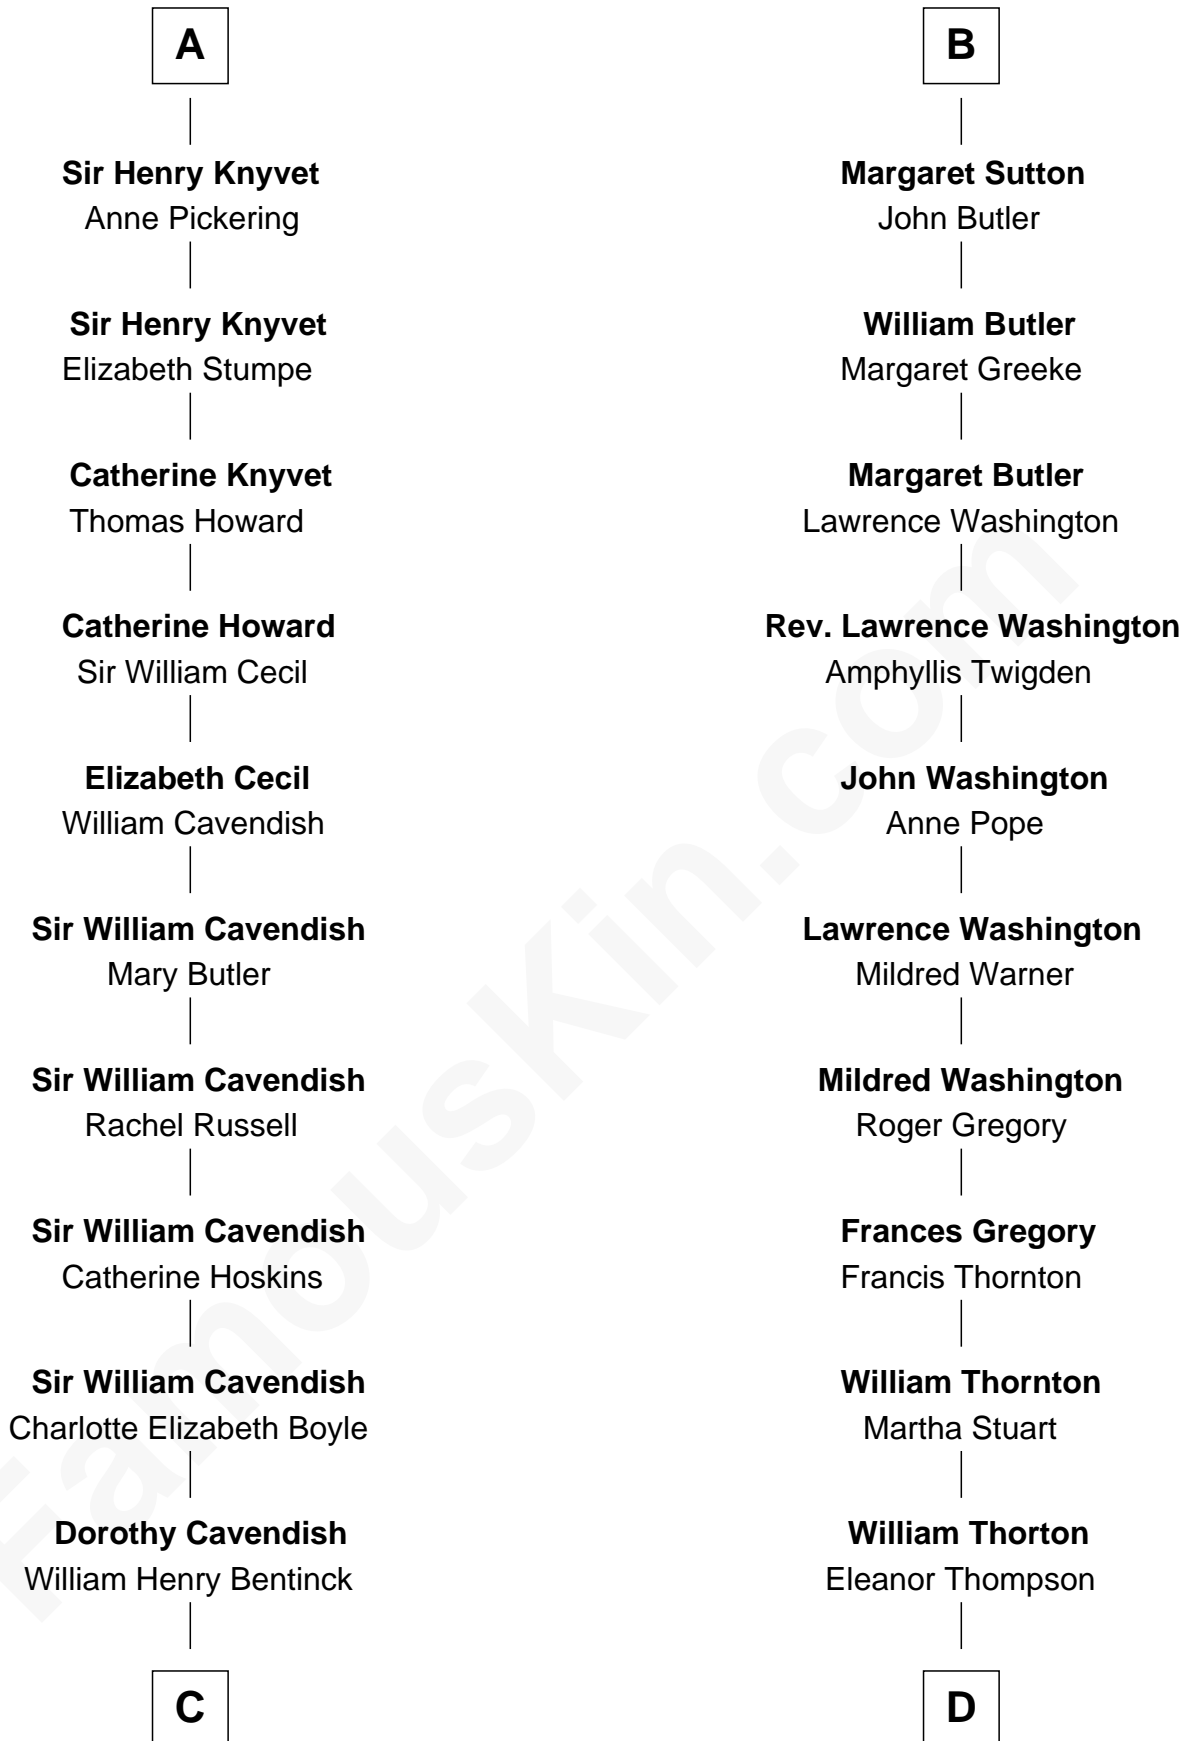 A
Sir Henry Knyvet
Anne Pickering
Sir Henry Knyvet
Elizabeth Stumpe
Catherine Knyvet
Thomas Howard
Catherine Howard
Sir William Cecil
Elizabeth Cecil
William Cavendish
Sir William Cavendish
Mary Butler
Sir William Cavendish
Rachel Russell
Sir William Cavendish
Catherine Hoskins
Sir William Cavendish
Charlotte Elizabeth Boyle
Dorothy Cavendish
William Henry Bentinck
C
B
Margaret Sutton
John Butler
William Butler
Margaret Greeke
Margaret Butler
Lawrence Washington
Rev. Lawrence Washington
Amphyllis Twigden
John Washington
Anne Pope
Lawrence Washington
Mildred Warner
Mildred Washington
Roger Gregory
Frances Gregory
Francis Thornton
William Thornton
Martha Stuart
William Thorton
Eleanor Thompson
D
FamousKin.com